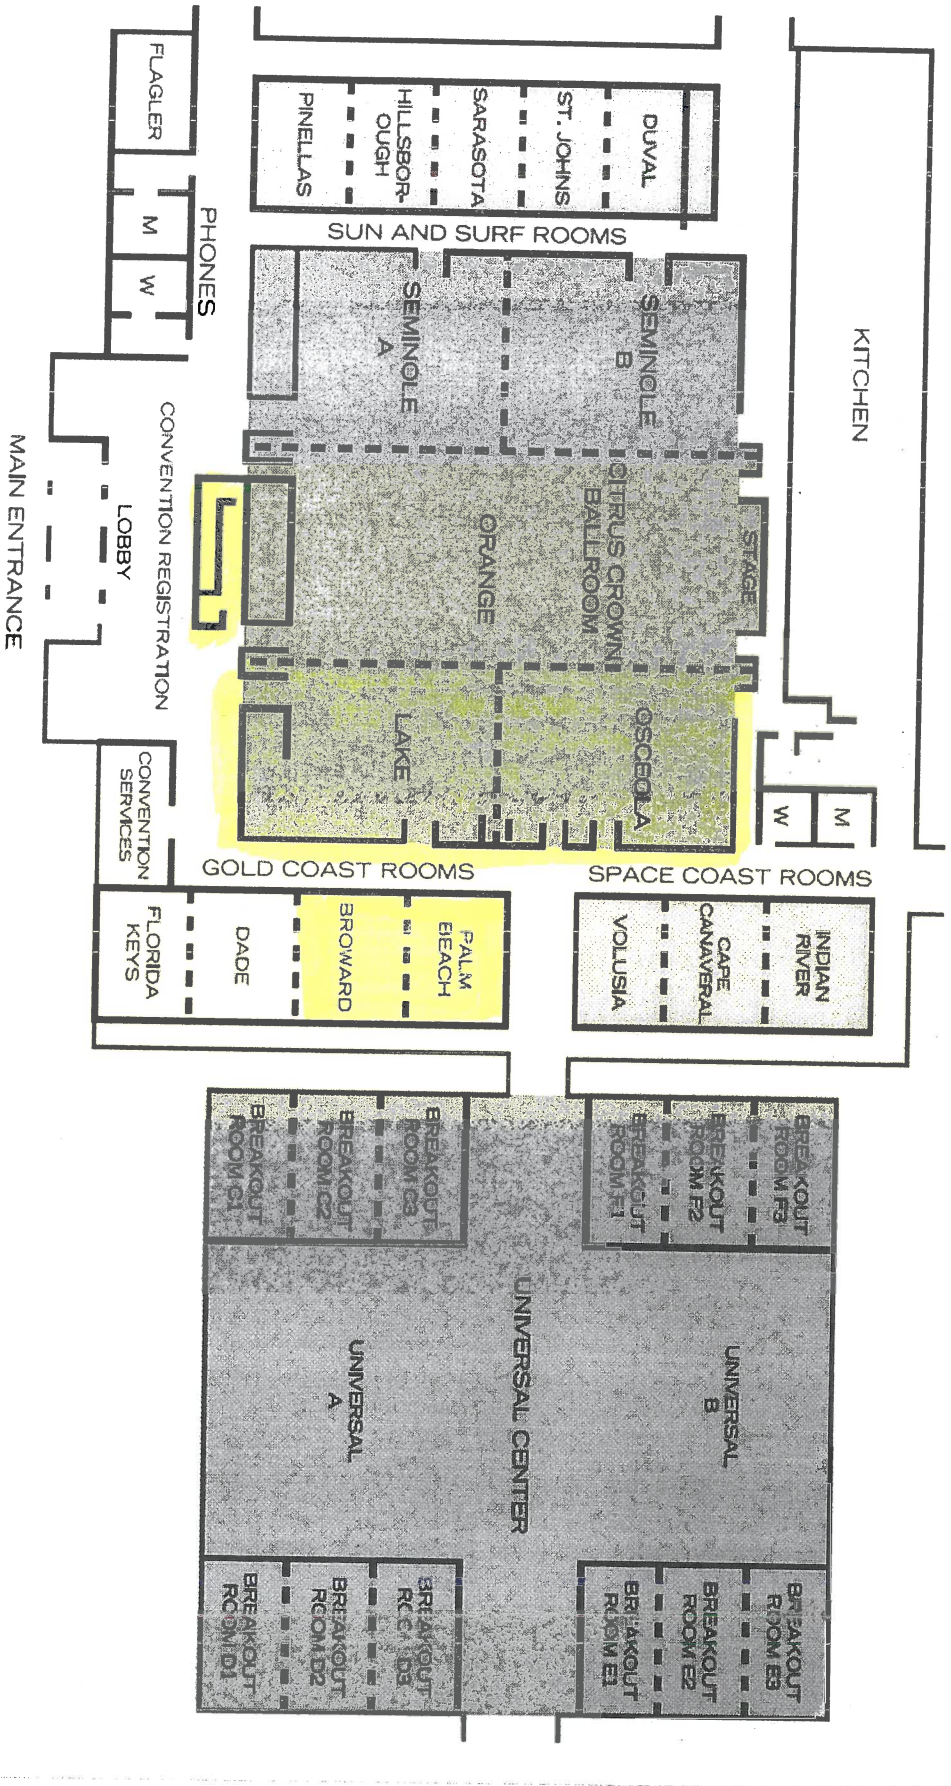 KITCHEN
DUVAL
ST. JOHNS
SARASOTA
HILLSBOR-
OUGH
PINELLAS
SUN AND SURF ROOMS
FLAGLER
M
W
PHONES
SEMINOLE
B
SEMINOLE
A
STAGE
CITRUS CROWN
BALLROOM
ORANGE
OSCEOLA
LAKE
CONVENTION REGISTRATION
LOBBY
MAIN ENTRANCE
M
W
CONVENTION
SERVICES
GOLD COAST ROOMS
SPACE COAST ROOMS
INDIAN
RIVER
CAPE
CANAVERAL
VOLUSIA
PALM
BEACH
BROWARD
DADE
FLORIDA
KEYS
BREAKOUT
ROOM F3
BREAKOUT
ROOM F2
BREAKOUT
ROOM F1
BREAKOUT
ROOM C3
BREAKOUT
ROOM C2
BREAKOUT
ROOM C1
UNIVERSAL
B
UNIVERSAL CENTER
UNIVERSAL
A
BREAKOUT
ROOM E3
BREAKOUT
ROOM E2
BREAKOUT
ROOM E1
BREAKOUT
ROOM D3
BREAKOUT
ROOM D2
BREAKOUT
ROOM D1